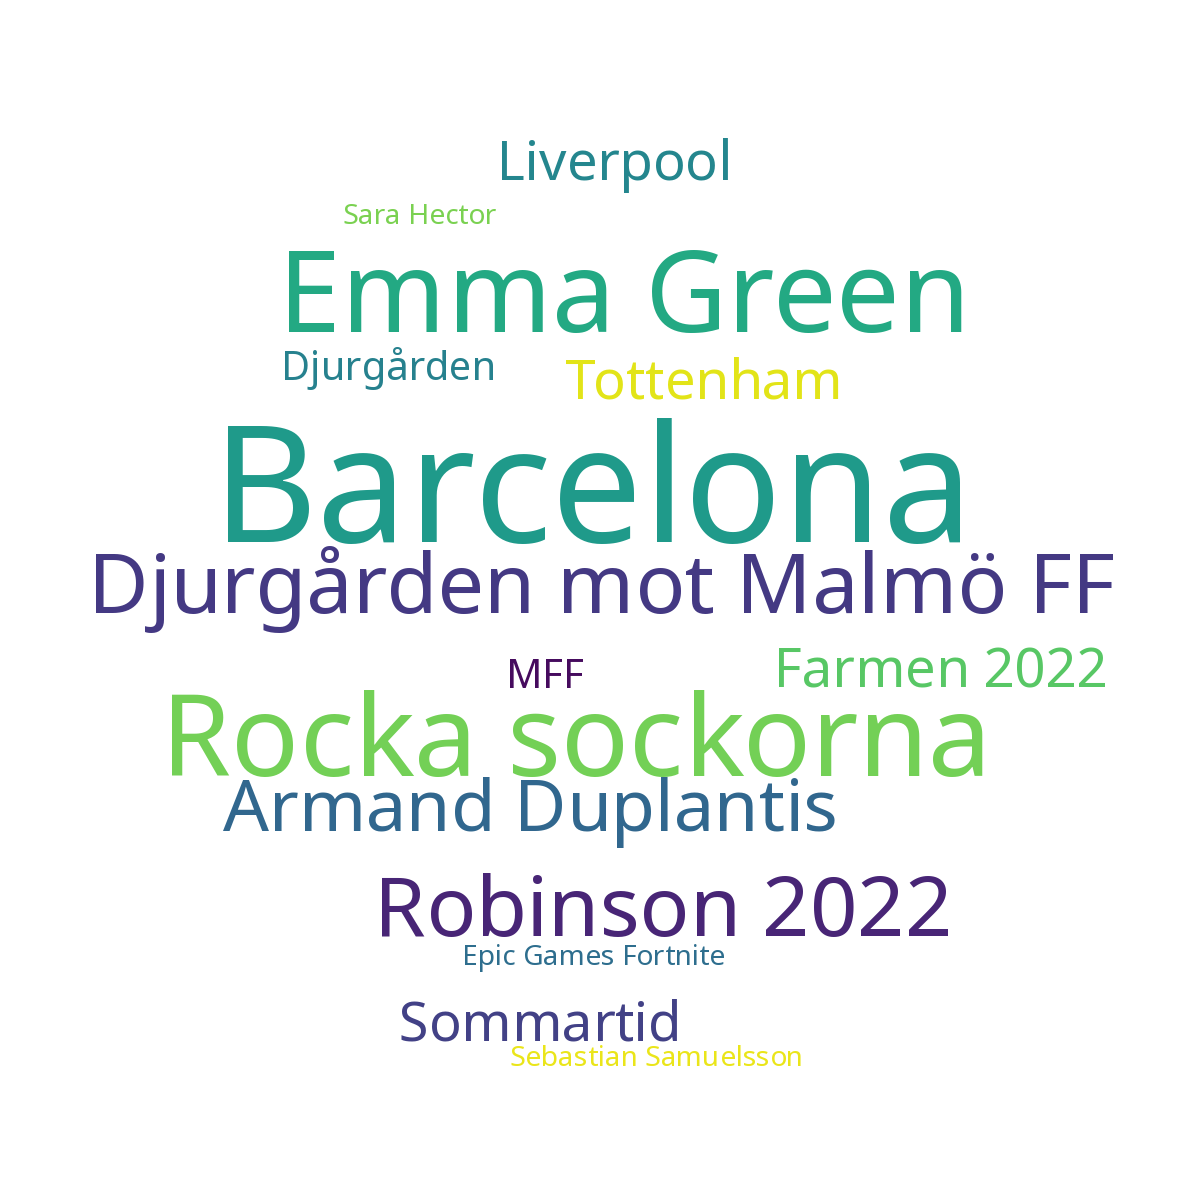 Liverpool
Sara Hector
Emma Green
Djurgården
Tottenham
Barcelona
Djurgården mot Malmö FF
MFF
Farmen 2022
Rocka sockorna
Armand Duplantis
Robinson 2022
Epic Games Fortnite
Sommartid
Sebastian Samuelsson